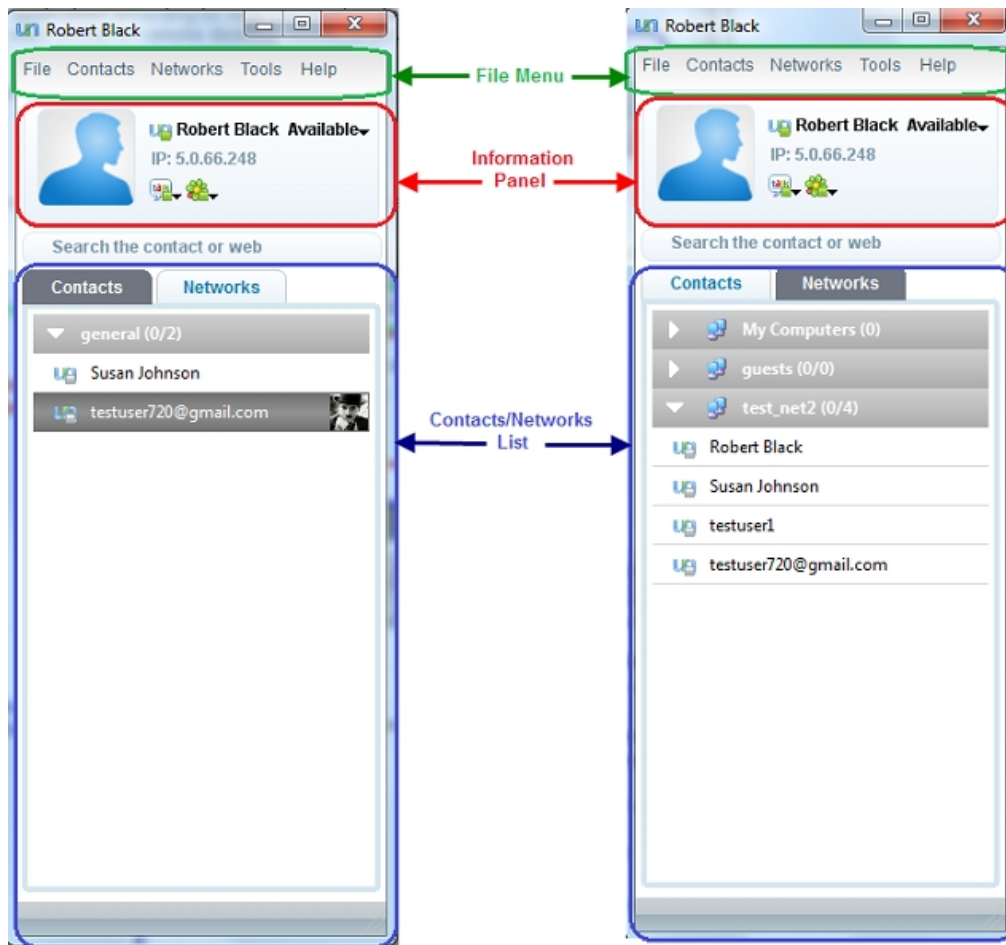 un Robert Black
File Contacts Networks Tools Help
Robert Black Available
IP: 5.0.66.248
Search the contact or web
Contacts Networks
general (0/2)
Susan Johnson
testuser720@gmail.com
File Menu
Information
Panel
Contacts/Networks
List
un Robert Black
File Contacts Networks Tools Help
Robert Black Available
IP: 5.0.66.248
Search the contact or web
Contacts Networks
My Computers (0)
guests (0/0)
test_net2 (0/4)
Robert Black
Susan Johnson
testuser1
testuser720@gmail.com